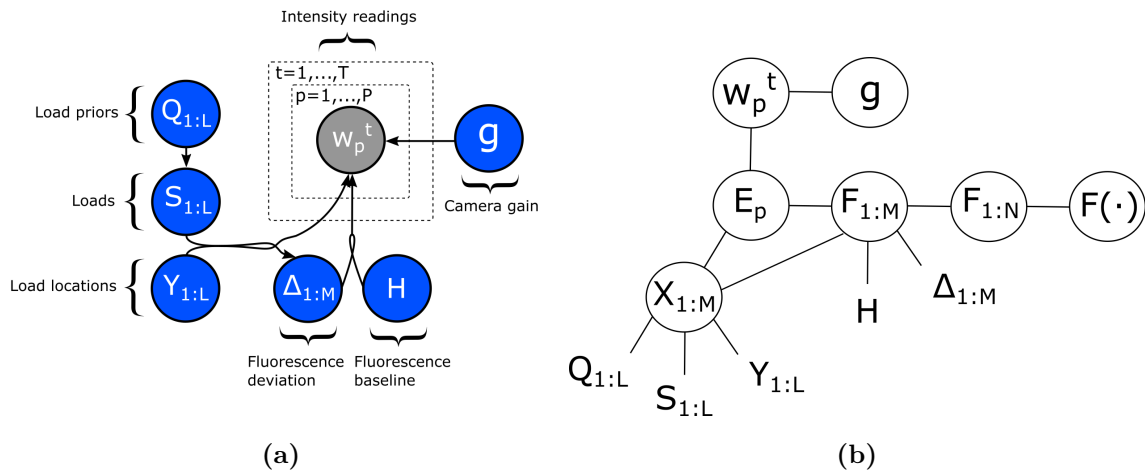 Intensity readings
t=1,...,T
p=1,...,P
Load priors
Q1:L
wpt
g
Loads
S1:L
Camera gain
Load locations
Y1:L
Δ1:M
H
Fluorescence deviation
Fluorescence baseline
(a)
wpt
g
Ep
F1:M
F1:N
F(·)
X1:M
H
Δ1:M
Q1:L
S1:L
Y1:L
(b)